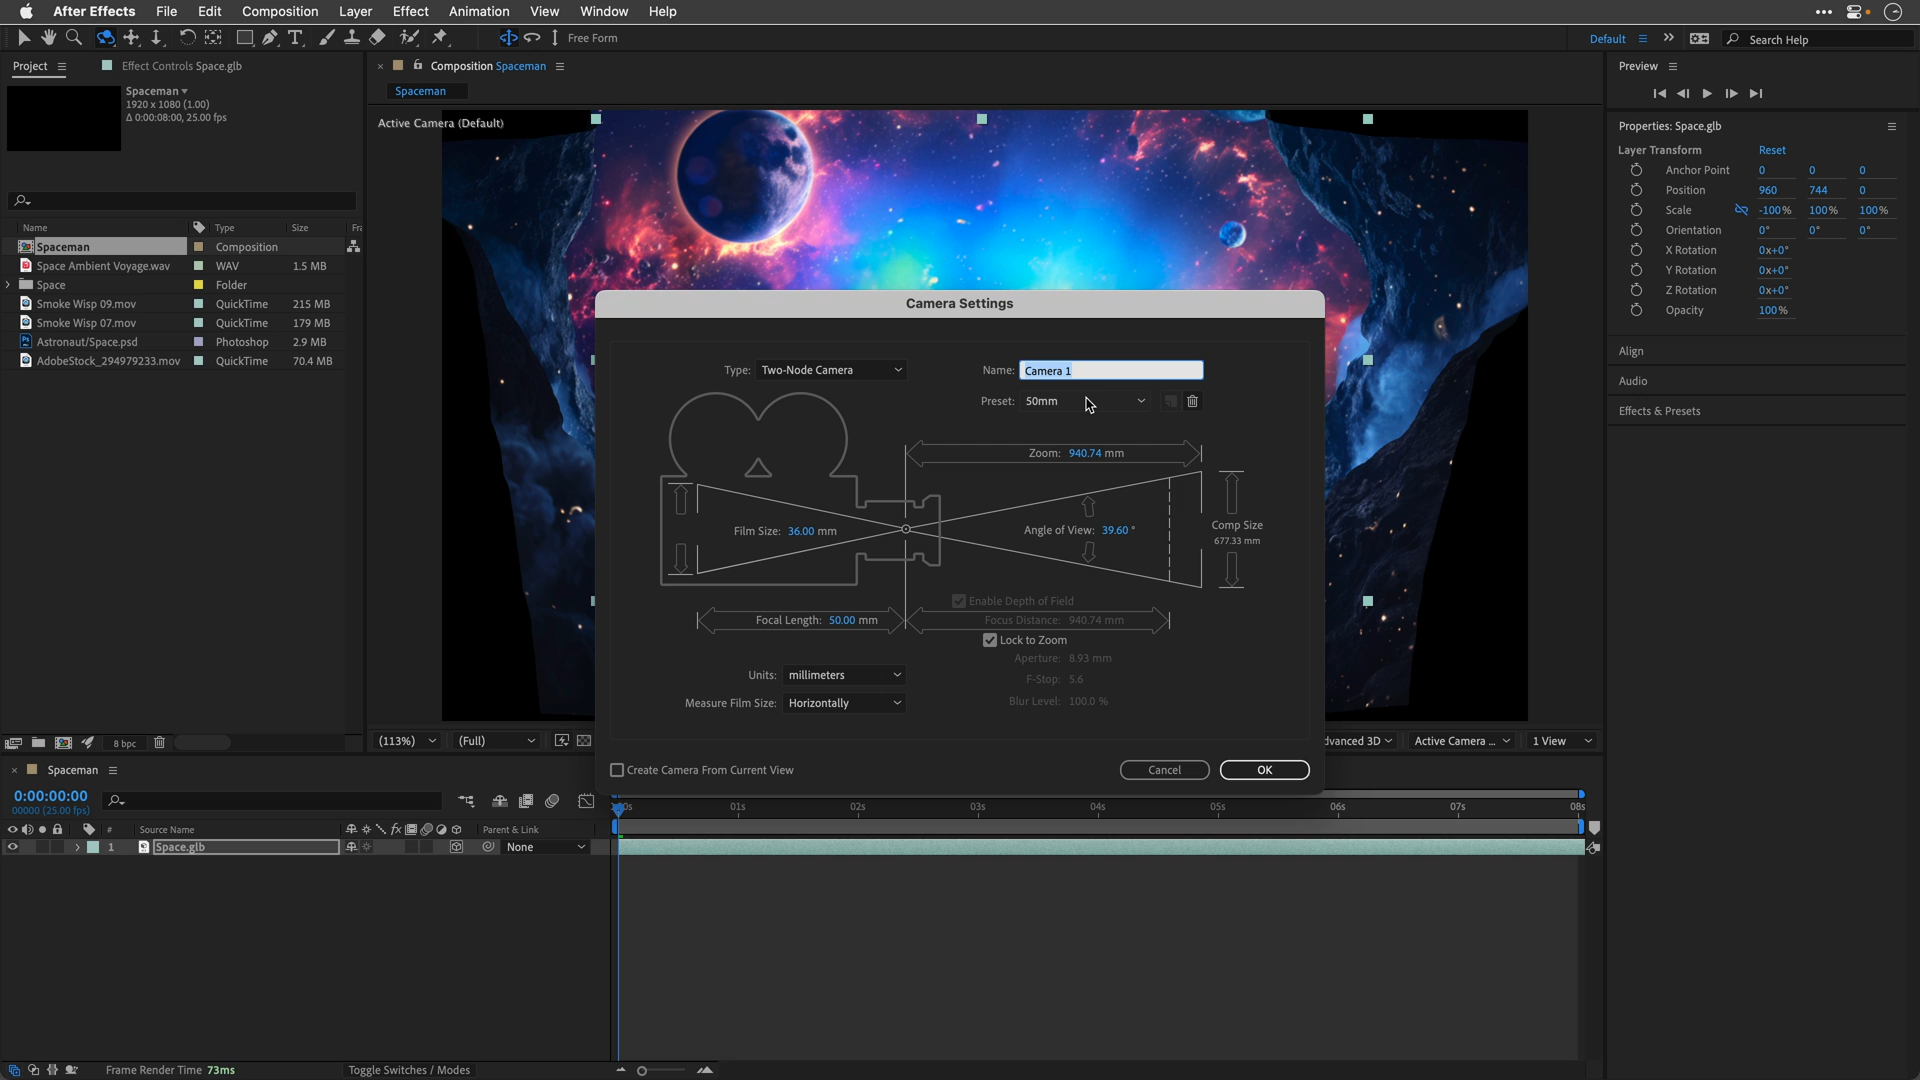 After Effects File Edit Composition Layer Effect Animation View Window Help
Free Form
Default
Search Help
Project
Effect Controls Space.glb
Composition Spaceman
Preview
Spaceman
1920 x 1080 (1.00)
Δ 0:00:08:00, 25.00 fps
Spaceman
Active Camera (Default)
Properties: Space.glb
Layer Transform Reset
Anchor Point 0 0 0
Position 960 744 0
Scale -100% 100% 100%
Orientation 0° 0° 0°
X Rotation 0x+0°
Y Rotation 0x+0°
Z Rotation 0x+0°
Opacity 100%
Align
Audio
Effects & Presets
Name Type Size
Spaceman Composition
Space Ambient Voyage.wav WAV 1.5 MB
Space Folder
Smoke Wisp 09.mov QuickTime 215 MB
Smoke Wisp 07.mov QuickTime 179 MB
Astronaut/Space.psd Photoshop 2.9 MB
AdobeStock_294979233.mov QuickTime 70.4 MB
Camera Settings
Type: Two-Node Camera
Name: Camera 1
Preset: 50mm
Zoom: 940.74 mm
Film Size: 36.00 mm
Angle of View: 39.60 °
Comp Size
677.33 mm
Enable Depth of Field
Focal Length: 50.00 mm
Focus Distance: 940.74 mm
Lock to Zoom
Aperture: 8.93 mm
F-Stop: 5.6
Blur Level: 100.0 %
Units: millimeters
Measure Film Size: Horizontally
Create Camera From Current View
Cancel
OK
8 bpc
(113%)
(Full)
dvanced 3D
Active Camera ...
1 View
Spaceman
0:00:00:00
00000 (25.00 fps)
01s 02s 03s 04s 05s 06s 07s 08s
# Source Name
Parent & Link
1 Space.glb
None
Frame Render Time 73ms
Toggle Switches / Modes